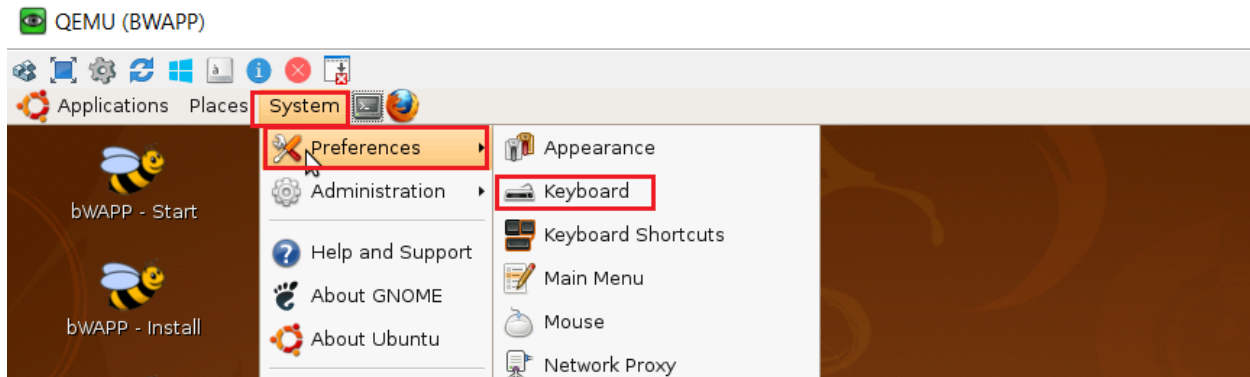 QEMU (BWAPP)
Applications Places System
Preferences
Appearance
Administration
Keyboard
bWAPP - Start
Keyboard Shortcuts
Help and Support
Main Menu
About GNOME
Mouse
bWAPP - Install
About Ubuntu
Network Proxy